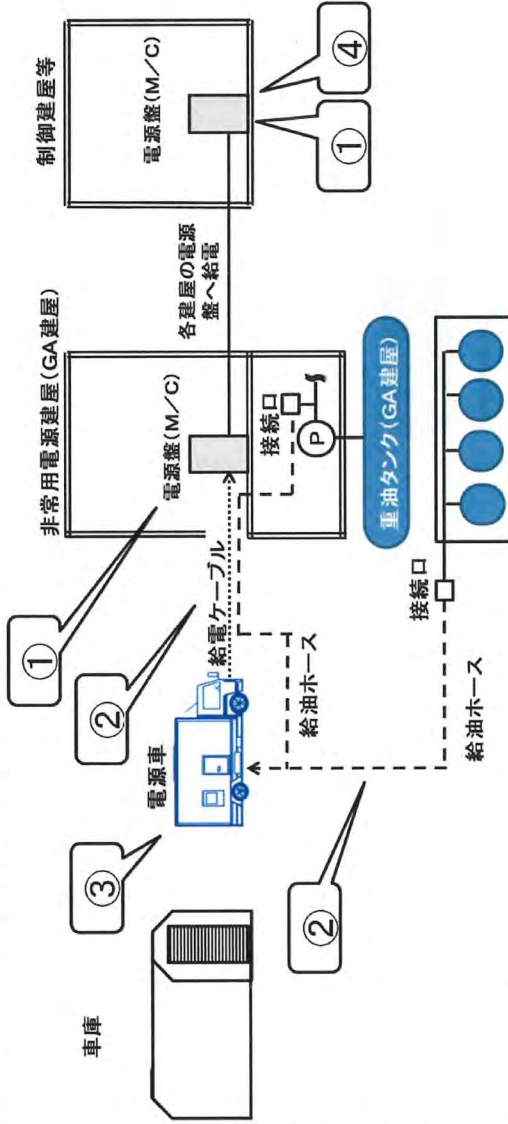 車庫
③
電源車
②
給油ホース
①
②
給電ケーブル
非常用電源建屋(GA建屋)
電源盤(M/C)
接続口
P
重油タンク(GA建屋)
接続口
給油ホース
各建屋の電源
盤へ給電
制御建屋等
電源盤(M/C)
①
④